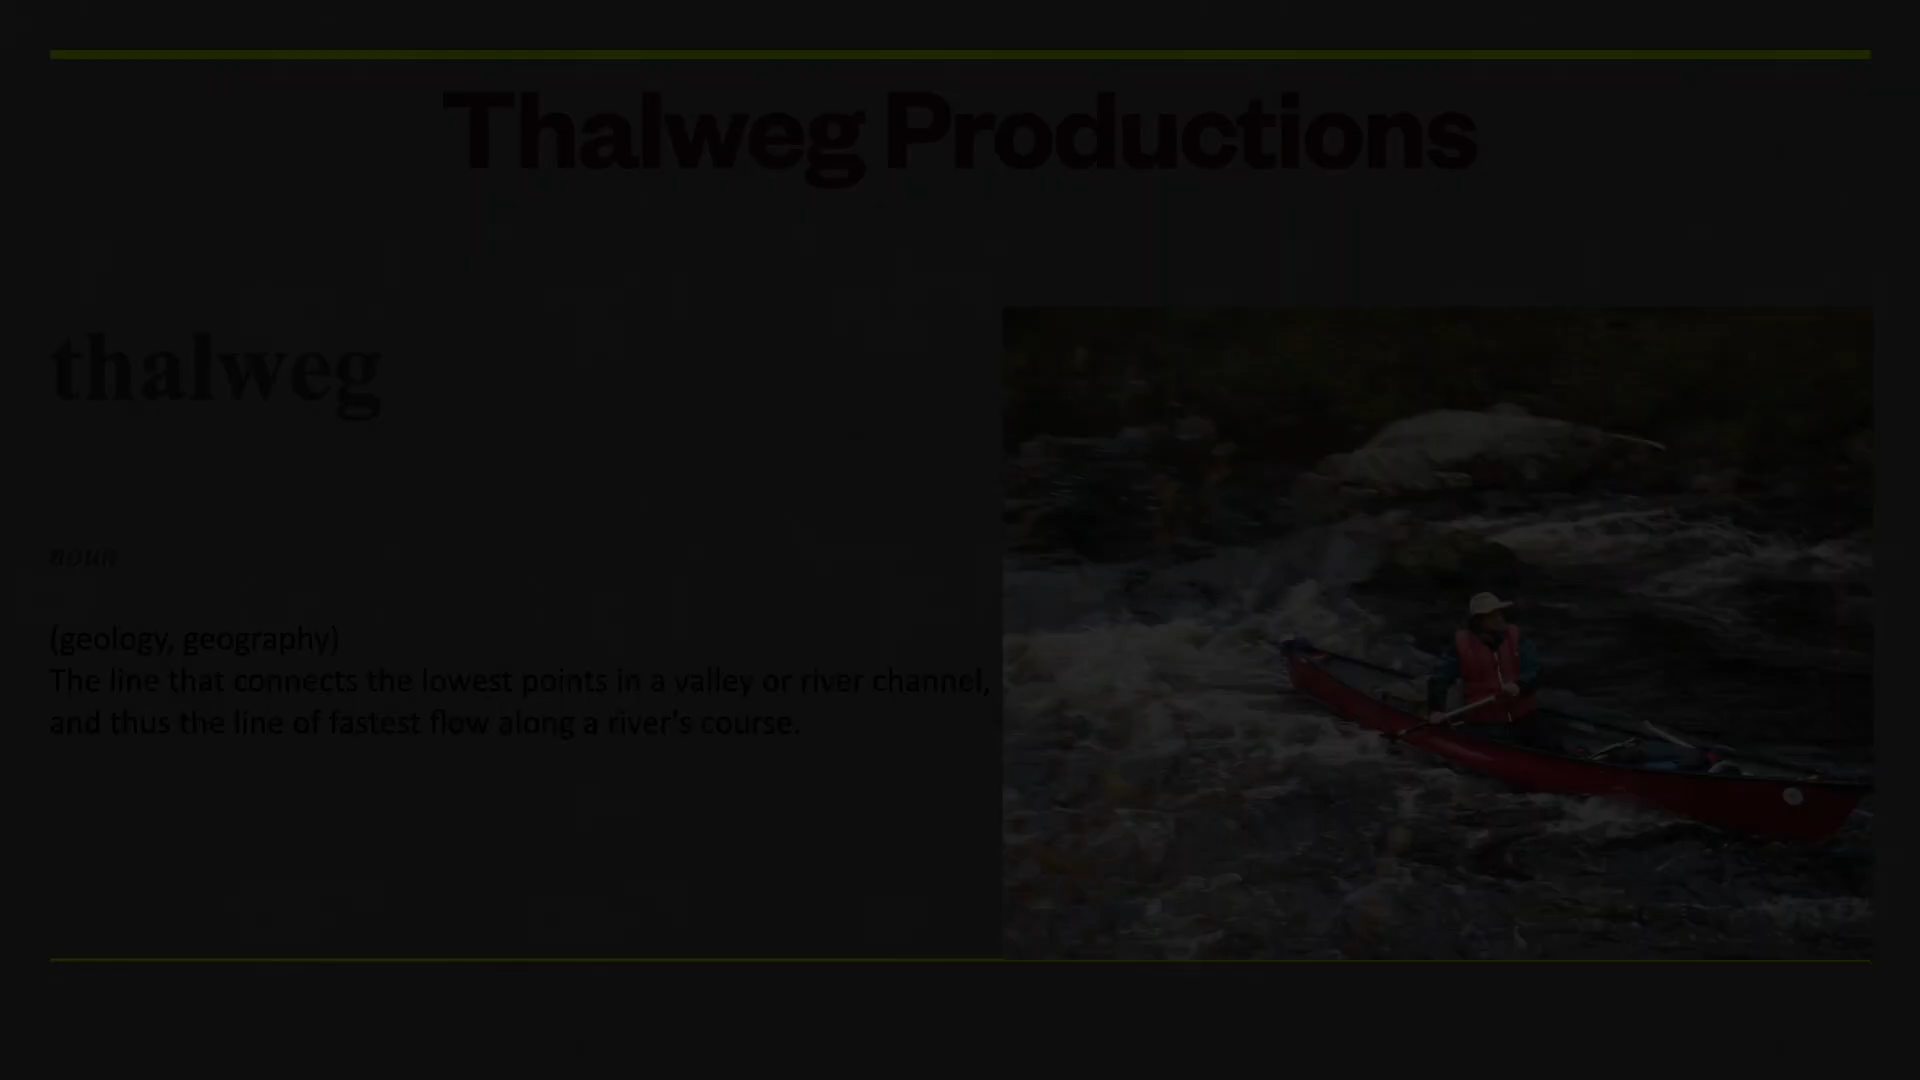 Thalweg Productions
thalweg
noun
(geology, geography)
The line that connects the lowest points in a valley or river channel,
and thus the line of fastest flow along a river's course.